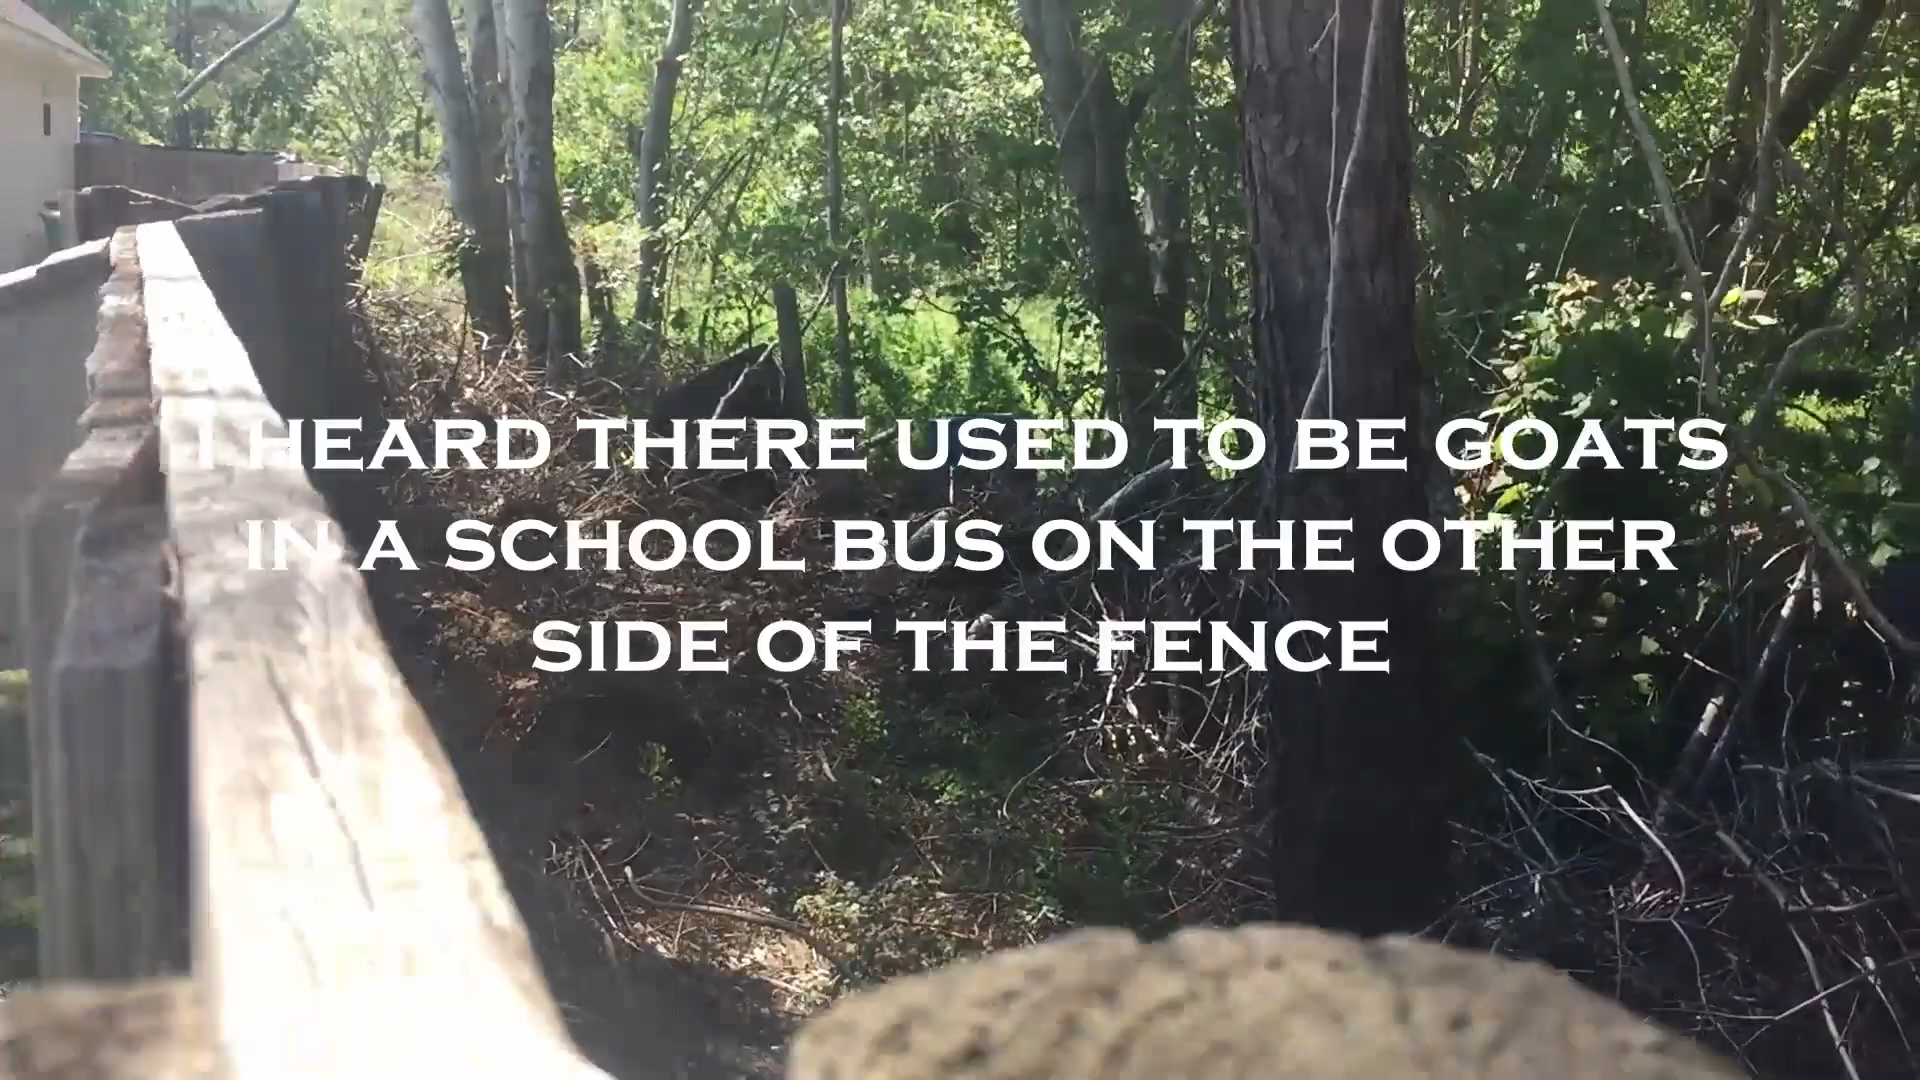 I HEARD THERE USED TO BE GOATS
IN A SCHOOL BUS ON THE OTHER
SIDE OF THE FENCE